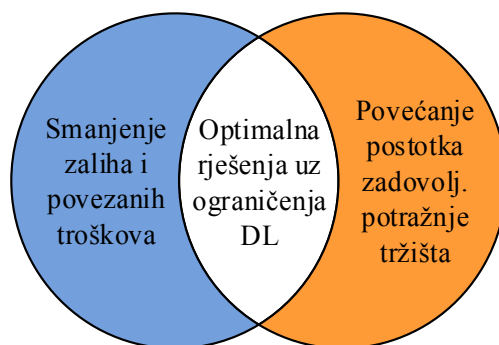 Smanjenje
zaliha i
povezanih
troškova
Optimalna
rješenja uz
ograničenja
DL
Povećanje
postotka
zadovolj.
potražnje
tržišta